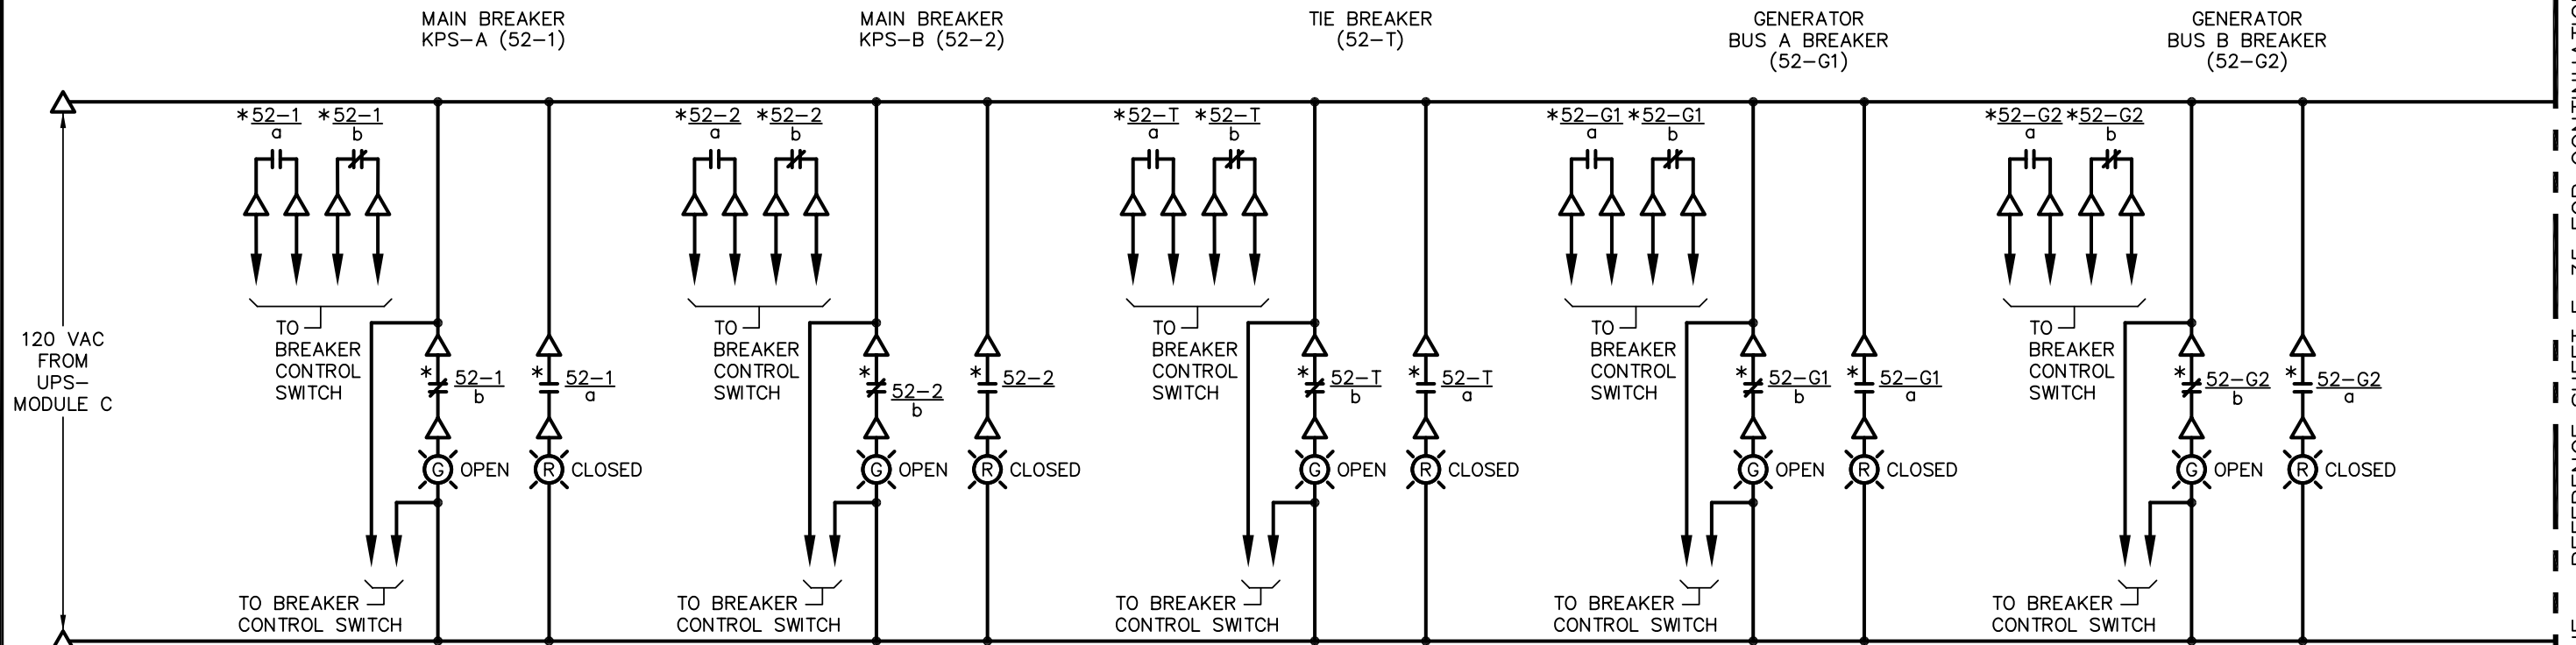 MAIN BREAKER
KPS-A (52-1)
MAIN BREAKER
KPS-B (52-2)
TIE BREAKER
(52-T)
GENERATOR
BUS A BREAKER
(52-G1)
GENERATOR
BUS B BREAKER
(52-G2)
*52-1
a
*52-1
b
*52-2
a
*52-2
b
*52-T
a
*52-T
b
*52-G1
a
*52-G1
b
*52-G2
a
*52-G2
b
120 VAC
FROM
UPS-
MODULE C
TO
BREAKER
CONTROL
SWITCH
* 52-1
b
* 52-1
a
G OPEN
R CLOSED
TO BREAKER
CONTROL SWITCH
TO
BREAKER
CONTROL
SWITCH
* 52-2
b
* 52-2
G OPEN
R CLOSED
TO BREAKER
CONTROL SWITCH
TO
BREAKER
CONTROL
SWITCH
* 52-T
b
* 52-T
a
G OPEN
R CLOSED
TO BREAKER
CONTROL SWITCH
TO
BREAKER
CONTROL
SWITCH
* 52-G1
b
* 52-G1
a
G OPEN
R CLOSED
TO BREAKER
CONTROL SWITCH
TO
BREAKER
CONTROL
SWITCH
* 52-G2
b
* 52-G2
a
G OPEN
R CLOSED
TO BREAKER
CONTROL SWITCH